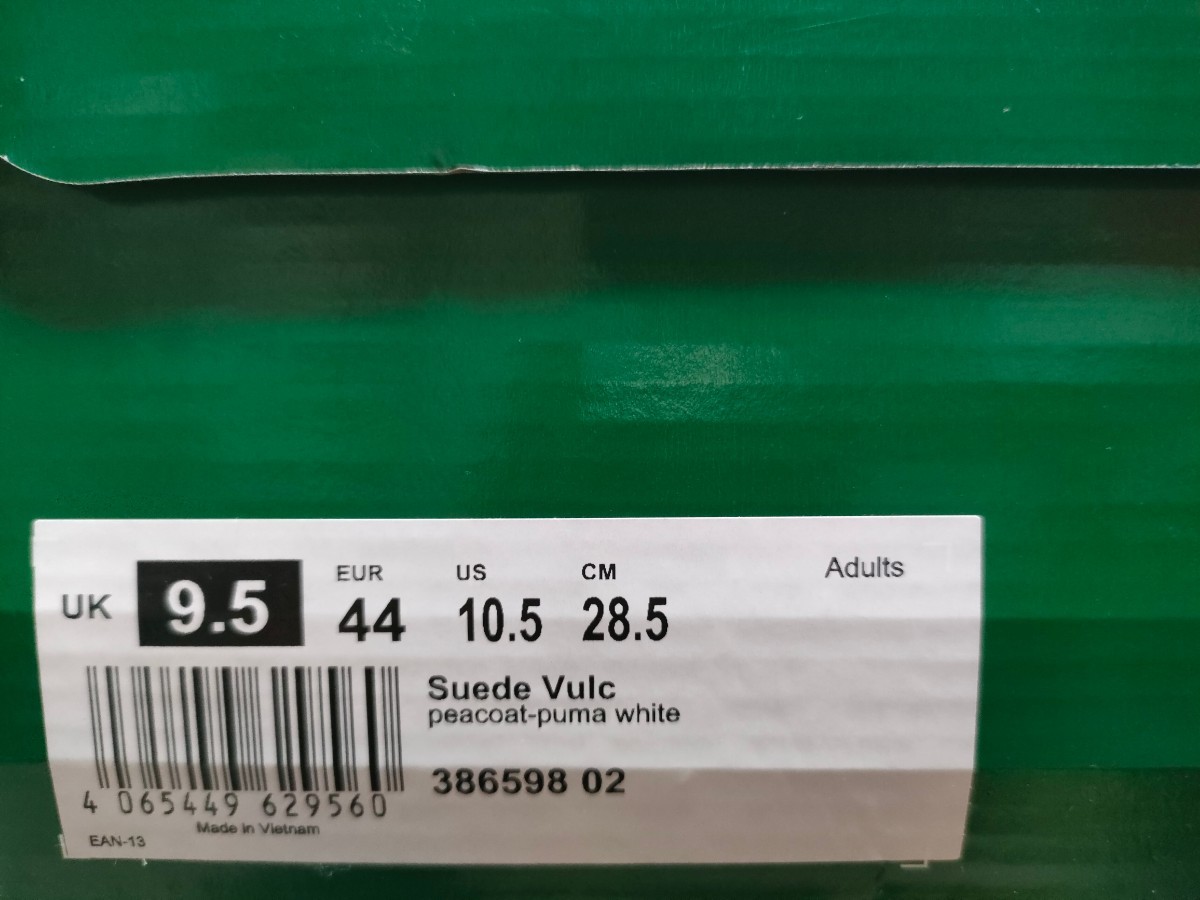 UK 9.5 EUR 44 US 10.5 CM 28.5 Adults
Suede Vulc
peacoat-puma white
386598 02
4 065449 629560
Made in Vietnam
EAN-13